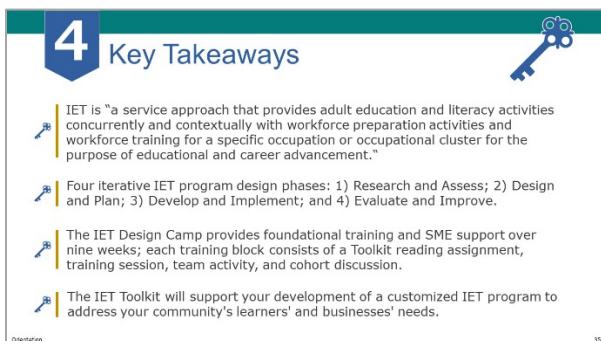 4
Key Takeaways
IET is "a service approach that provides adult education and literacy activities
concurrently and contextually with workforce preparation activities and
workforce training for a specific occupation or occupational cluster for the
purpose of educational and career advancement."
Four iterative IET program design phases: 1) Research and Assess; 2) Design
and Plan; 3) Develop and Implement; and 4) Evaluate and Improve.
The IET Design Camp provides foundational training and SME support over
nine weeks; each training block consists of a Toolkit reading assignment,
training session, team activity, and cohort discussion.
The IET Toolkit will support your development of a customized IET program to
address your community's learners' and businesses' needs.
Orientation
35